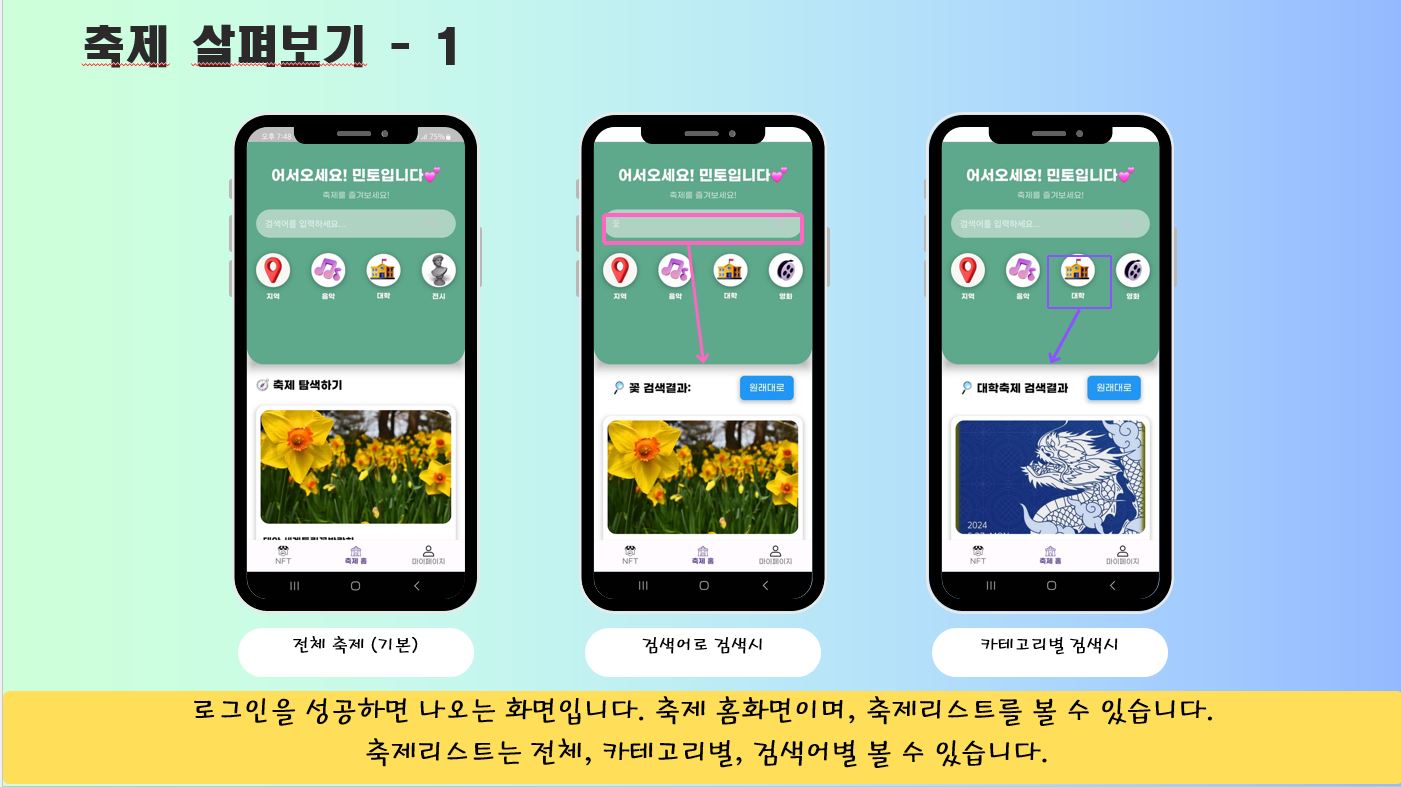 축제 살펴보기 - 1
오후 7:48
75%
어서오세요! 민토입니다💕
축제를 즐겨보세요!
검색어를 입력하세요...
지역
음악
대학
전시
🧭 축제 탐색하기
NFT
축제 홈
마이페이지
전체 축제 (기본)
어서오세요! 민토입니다💕
축제를 즐겨보세요!
꽃
지역
음악
대학
영화
🔎 꽃 검색결과:
원래대로
NFT
축제 홈
마이페이지
검색어로 검색시
어서오세요! 민토입니다💕
축제를 즐겨보세요!
검색어를 입력하세요...
지역
음악
대학
영화
🔎 대학축제 검색결과
원래대로
2024
NFT
축제 홈
마이페이지
카테고리별 검색시
로그인을 성공하면 나오는 화면입니다. 축제 홈화면이며, 축제리스트를 볼 수 있습니다.
축제리스트는 전체, 카테고리별, 검색어별 볼 수 있습니다.